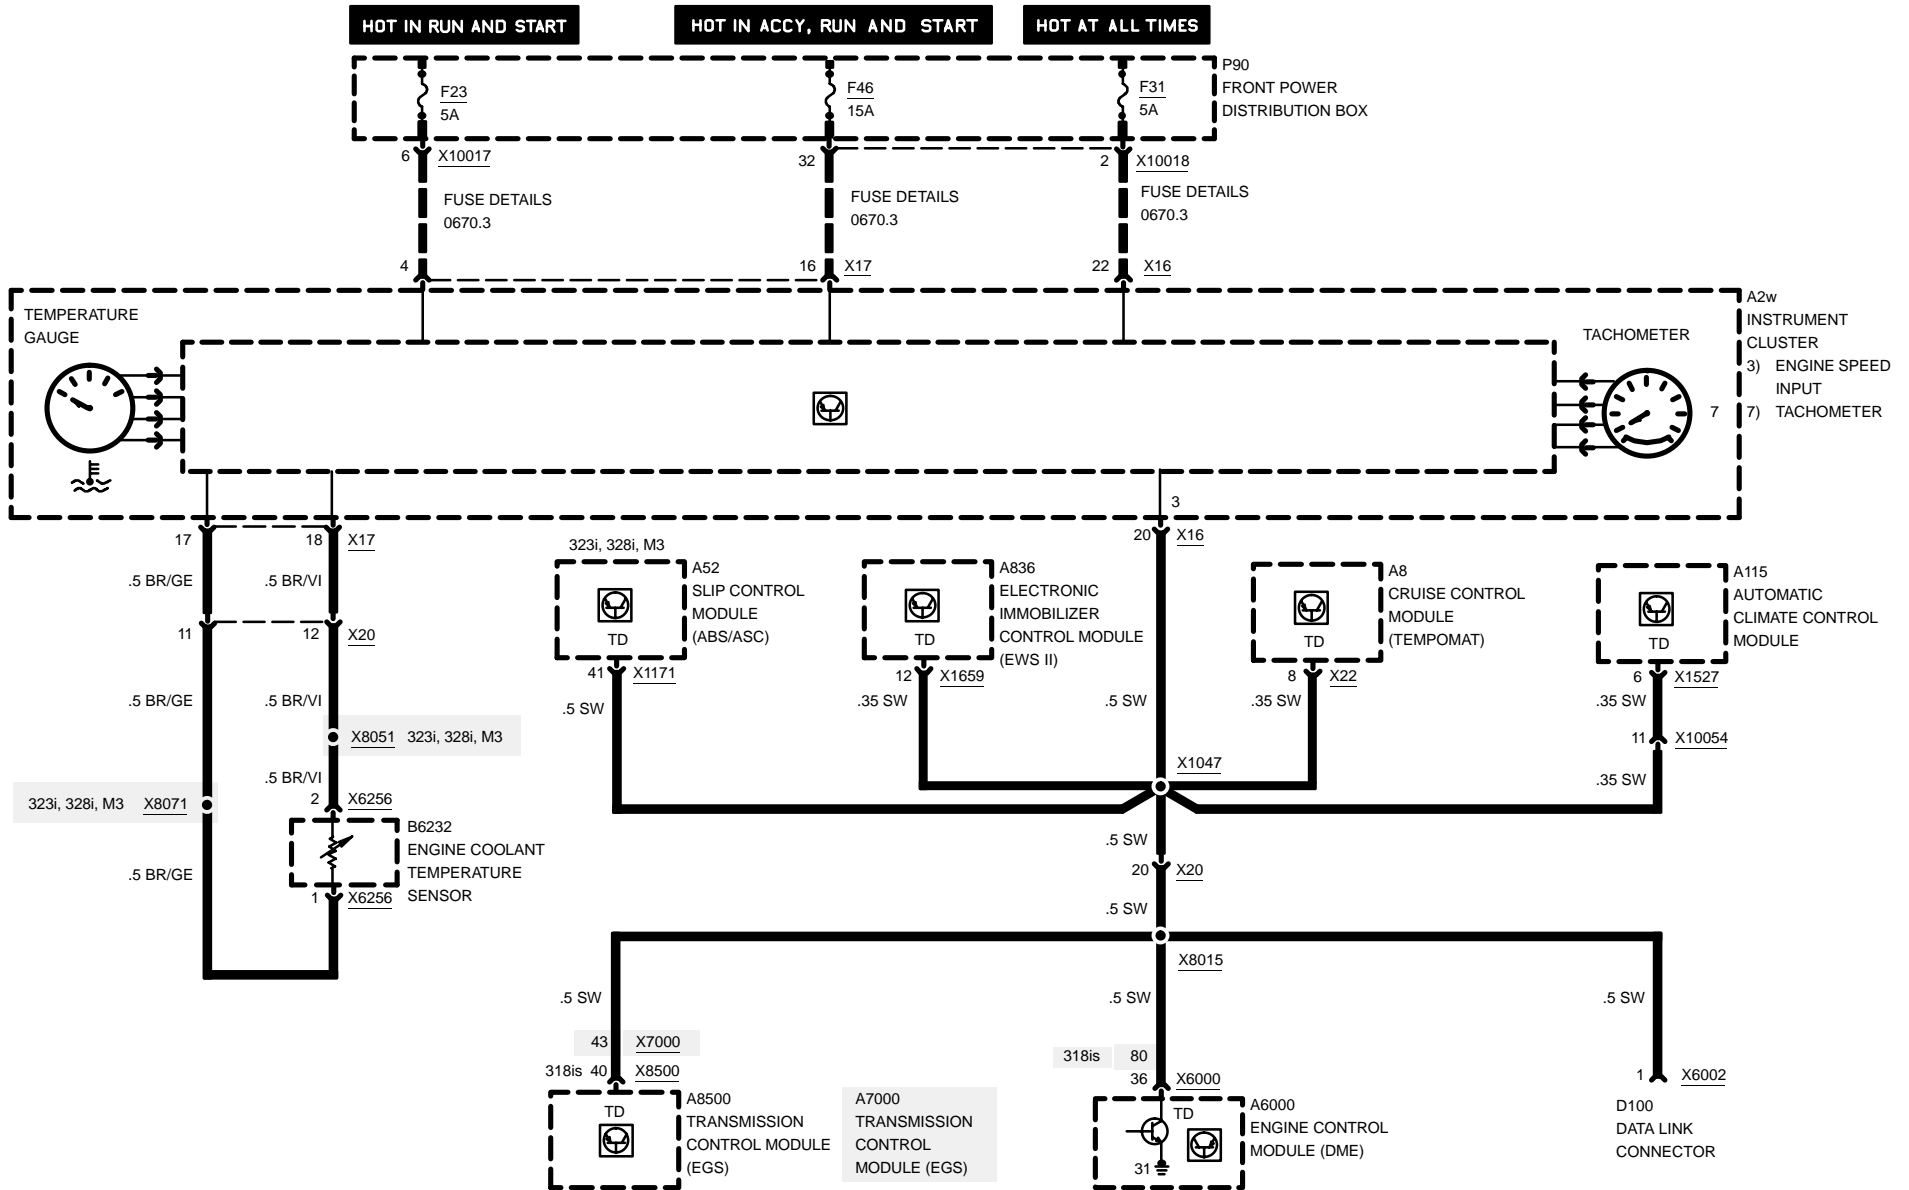 HOT IN RUN AND START
HOT IN ACCY, RUN AND START
HOT AT ALL TIMES
F23
5A
F46
15A
F31
5A
P90
FRONT POWER
DISTRIBUTION BOX
6 X10017
32
2 X10018
FUSE DETAILS
0670.3
FUSE DETAILS
0670.3
FUSE DETAILS
0670.3
4
16 X17
22 X16
TEMPERATURE
GAUGE
TACHOMETER
7
A2w
INSTRUMENT
CLUSTER
3) ENGINE SPEED
INPUT
7) TACHOMETER
3
17
18 X17
20 X16
.5 BR/GE
.5 BR/VI
11
12 X20
.5 BR/GE
.5 BR/VI
X8051 323i, 328i, M3
.5 BR/VI
323i, 328i, M3 X8071
2 X6256
B6232
ENGINE COOLANT
TEMPERATURE
SENSOR
.5 BR/GE
1 X6256
323i, 328i, M3
TD
A52
SLIP CONTROL
MODULE
(ABS/ASC)
41 X1171
.5 SW
TD
A836
ELECTRONIC
IMMOBILIZER
CONTROL MODULE
(EWS II)
12 X1659
.35 SW
.5 SW
TD
A8
CRUISE CONTROL
MODULE
(TEMPOMAT)
8 X22
.35 SW
TD
A115
AUTOMATIC
CLIMATE CONTROL
MODULE
6 X1527
.35 SW
11 X10054
.35 SW
X1047
.5 SW
20 X20
.5 SW
X8015
.5 SW
.5 SW
.5 SW
43 X7000
318is 40 X8500
TD
A8500
TRANSMISSION
CONTROL MODULE
(EGS)
A7000
TRANSMISSION
CONTROL
MODULE (EGS)
318is 80
36 X6000
TD
31
A6000
ENGINE CONTROL
MODULE (DME)
1 X6002
D100
DATA LINK
CONNECTOR